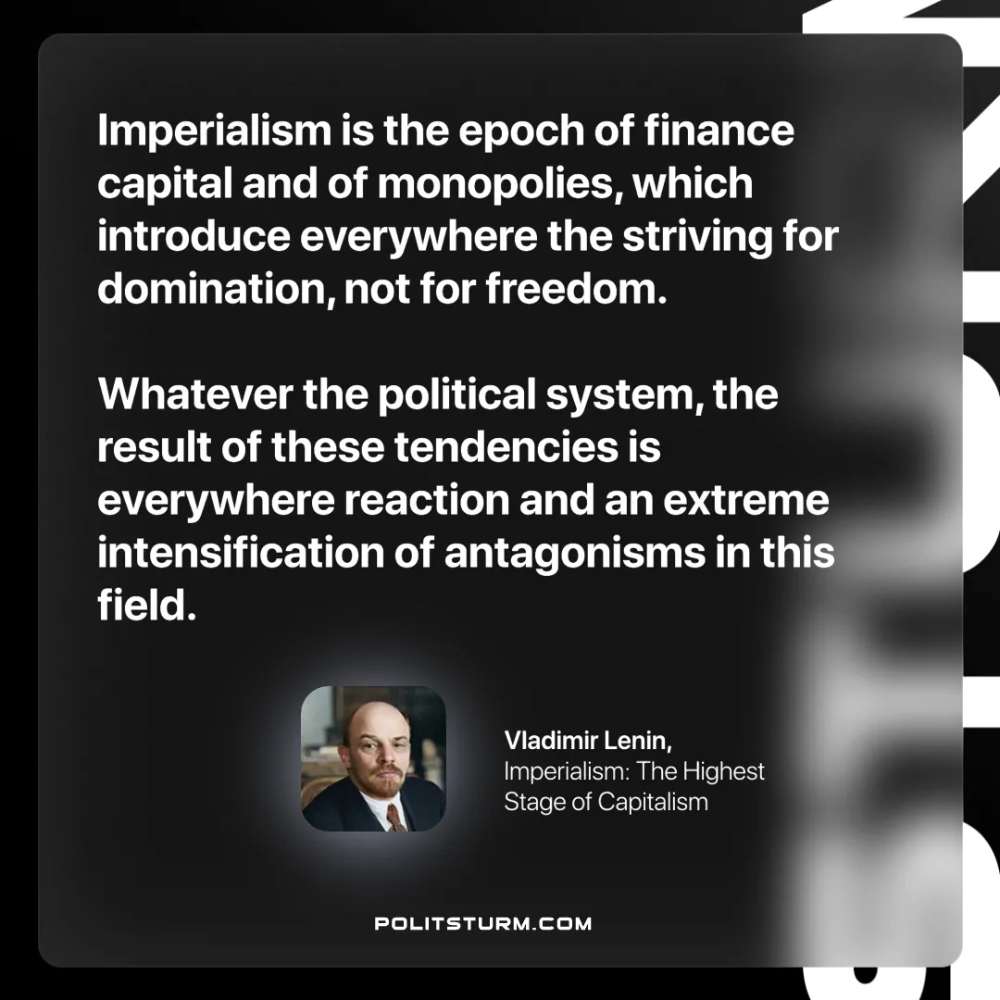 Imperialism is the epoch of finance
capital and of monopolies, which
introduce everywhere the striving for
domination, not for freedom.
Whatever the political system, the
result of these tendencies is
everywhere reaction and an extreme
intensification of antagonisms in this
field.
Vladimir Lenin,
Imperialism: The Highest
Stage of Capitalism
POLITSTURM.COM